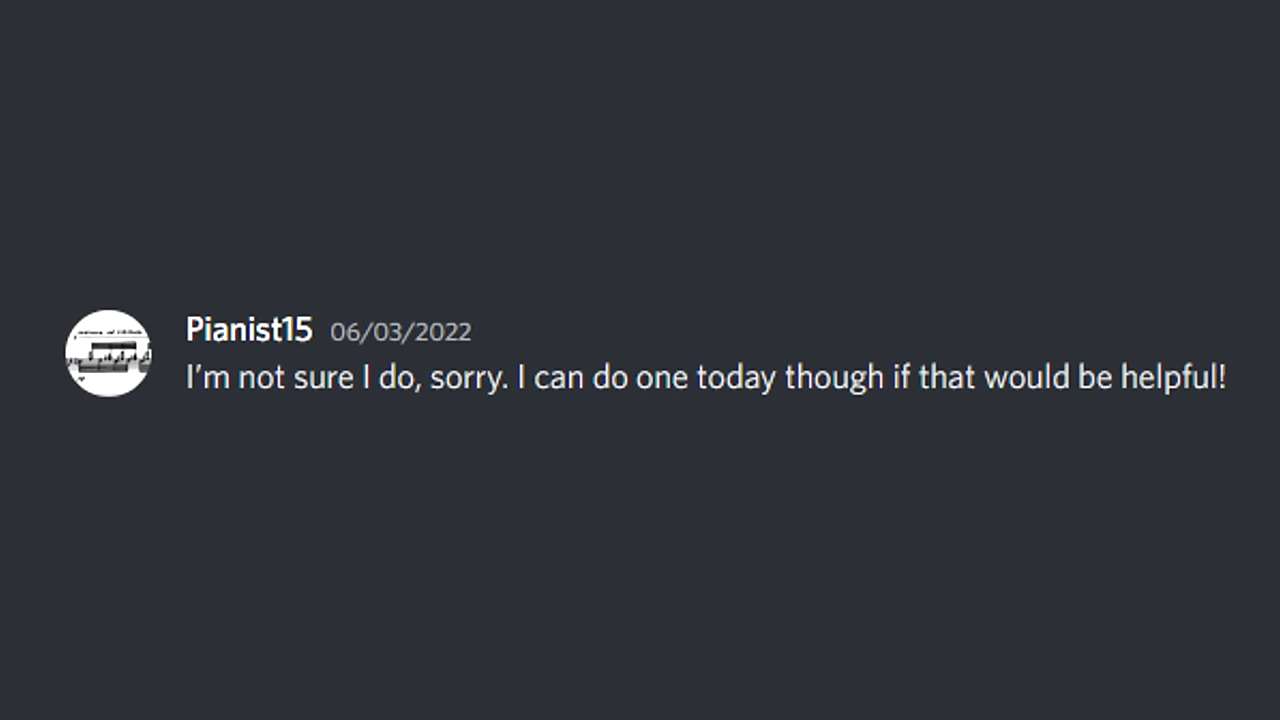 Pianist15 06/03/2022
I’m not sure I do, sorry. I can do one today though if that would be helpful!